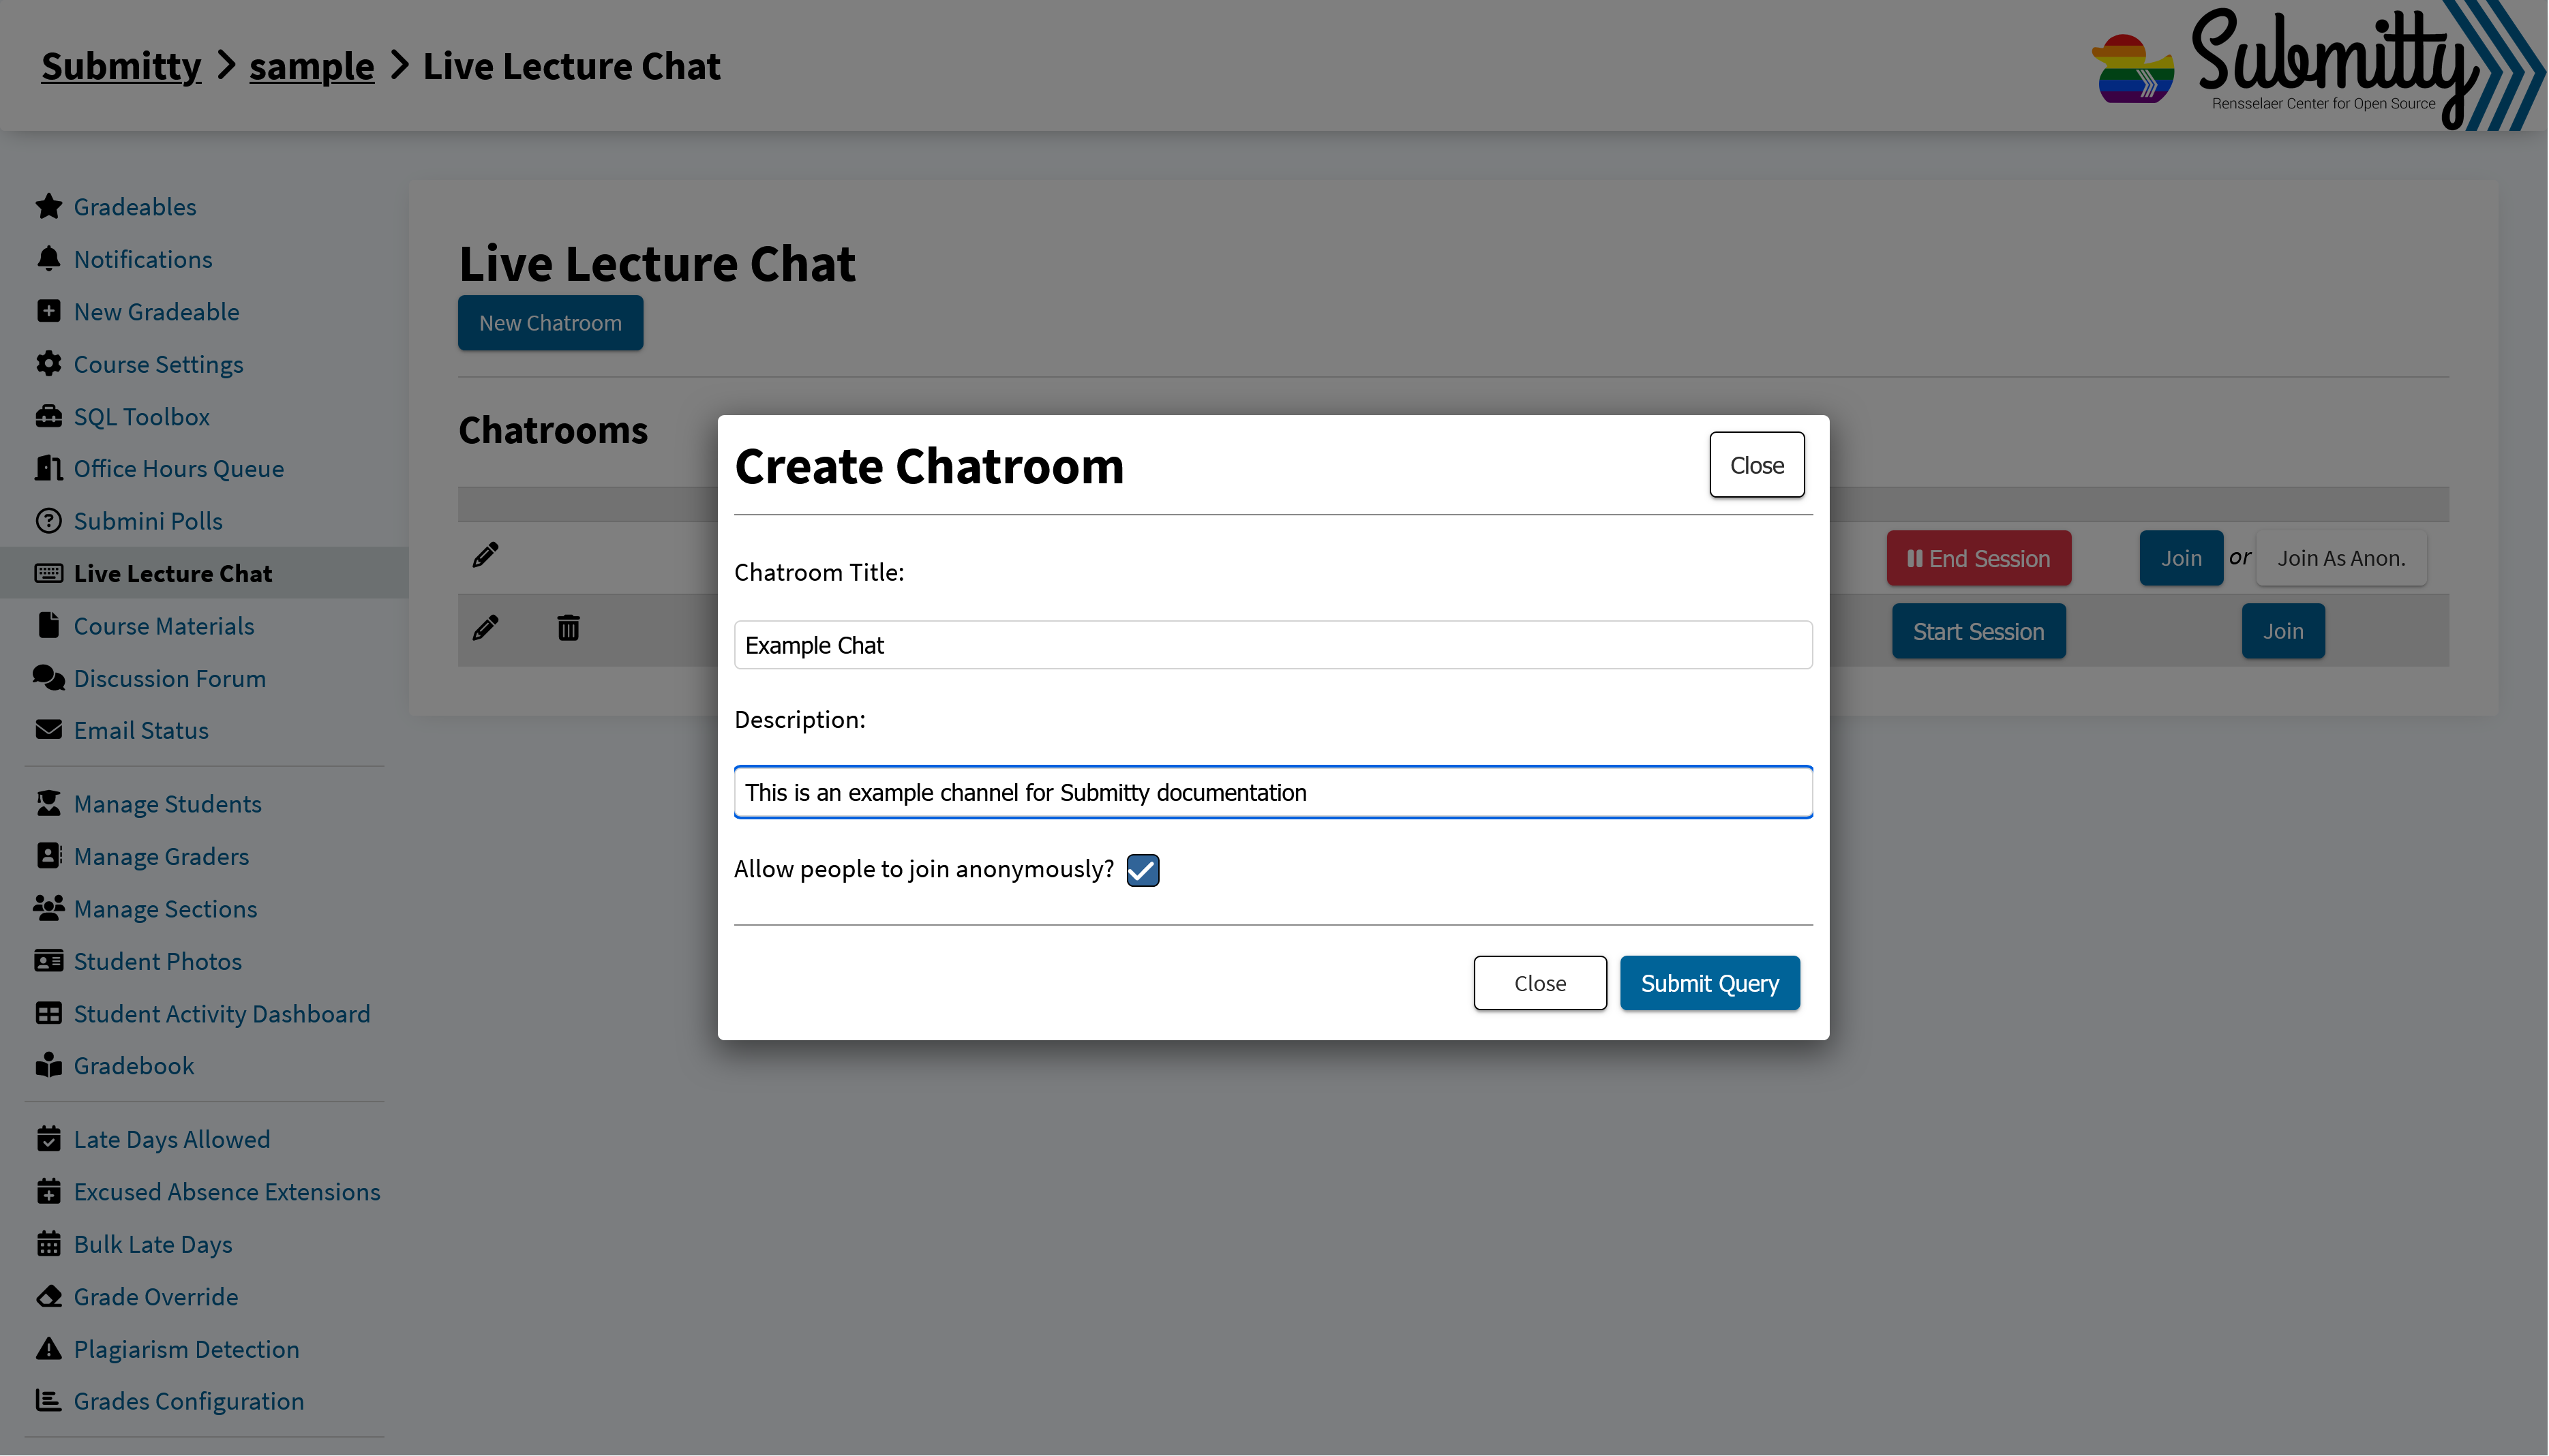 Submitty > sample > Live Lecture Chat
Submitty
Rensselaer Center for Open Source
Gradeables
Notifications
New Gradeable
Course Settings
SQL Toolbox
Office Hours Queue
Submini Polls
Live Lecture Chat
Course Materials
Discussion Forum
Email Status
Manage Students
Manage Graders
Manage Sections
Student Photos
Student Activity Dashboard
Gradebook
Late Days Allowed
Excused Absence Extensions
Bulk Late Days
Grade Override
Plagiarism Detection
Grades Configuration
Live Lecture Chat
New Chatroom
Chatrooms
End Session Join or Join As Anon.
Start Session Join
Create Chatroom Close
Chatroom Title:
Example Chat
Description:
This is an example channel for Submitty documentation
Allow people to join anonymously?
Close Submit Query